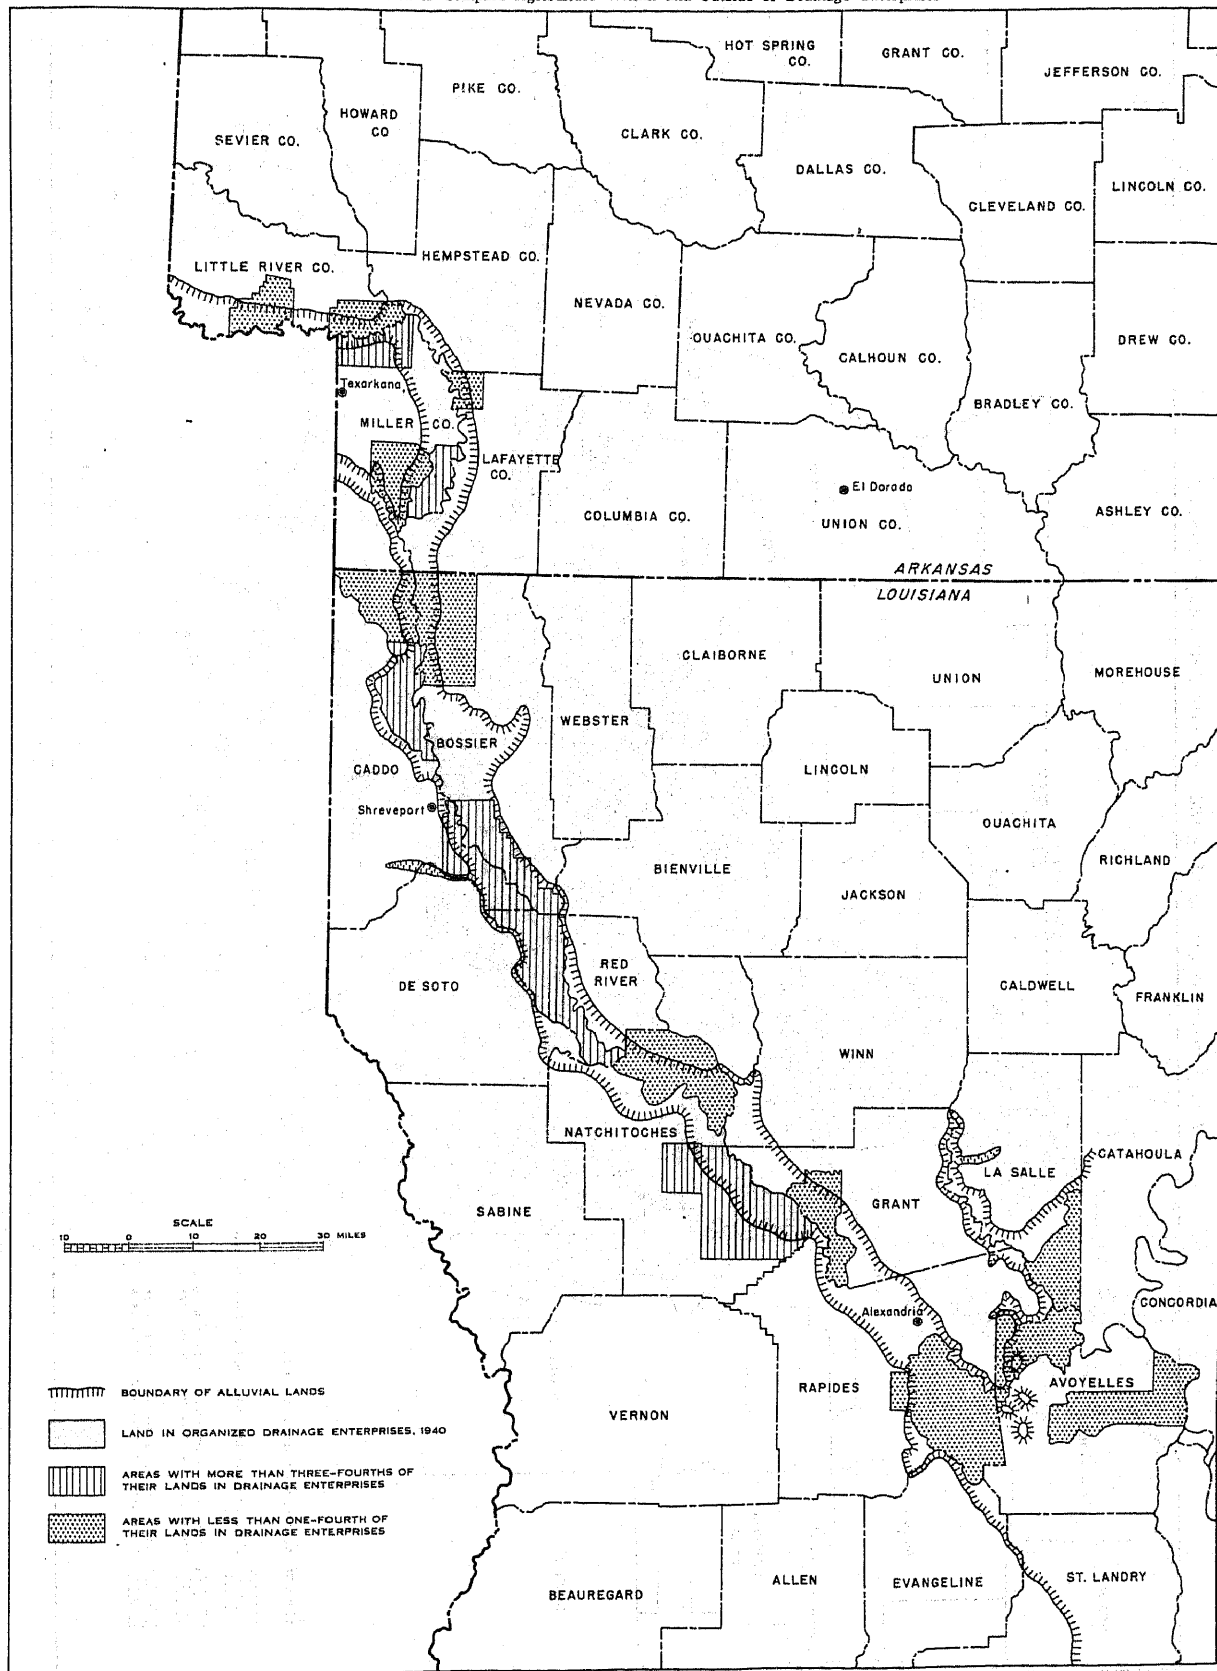 Agriculture
Outside of Drainage Enterprises
HOT SPRING
CO.
GRANT CO.
JEFFERSON CO.
PIKE CO.
HOWARD
CO
CLARK CO.
SEVIER CO.
DALLAS CO.
LINCOLN CO.
CLEVELAND CO.
HEMPSTEAD CO.
LITTLE RIVER CO.
NEVADA CO.
OUACHITA CO.
CALHOUN CO.
DREW CO.
Texarkana
BRADLEY CO.
MILLER CO.
LAFAYETTE
CO.
El Dorado
COLUMBIA CO.
UNION CO.
ASHLEY CO.
ARKANSAS
LOUISIANA
CLAIBORNE
UNION
MOREHOUSE
WEBSTER
BOSSIER
CADDO
LINCOLN
Shreveport
OUACHITA
RICHLAND
BIENVILLE
JACKSON
RED
RIVER
DE SOTO
CALDWELL
FRANKLIN
WINN
NATCHITOCHES
CATAHOULA
LA SALLE
GRANT
SABINE
SCALE
10 0 10 20 30 MILES
CONCORDIA
Alexandria
AVOYELLES
RAPIDES
VERNON
BOUNDARY OF ALLUVIAL LANDS
LAND IN ORGANIZED DRAINAGE ENTERPRISES, 1940
AREAS WITH MORE THAN THREE-FOURTHS OF
THEIR LANDS IN DRAINAGE ENTERPRISES
AREAS WITH LESS THAN ONE-FOURTH OF
THEIR LANDS IN DRAINAGE ENTERPRISES
BEAUREGARD
ALLEN
EVANGELINE
ST. LANDRY